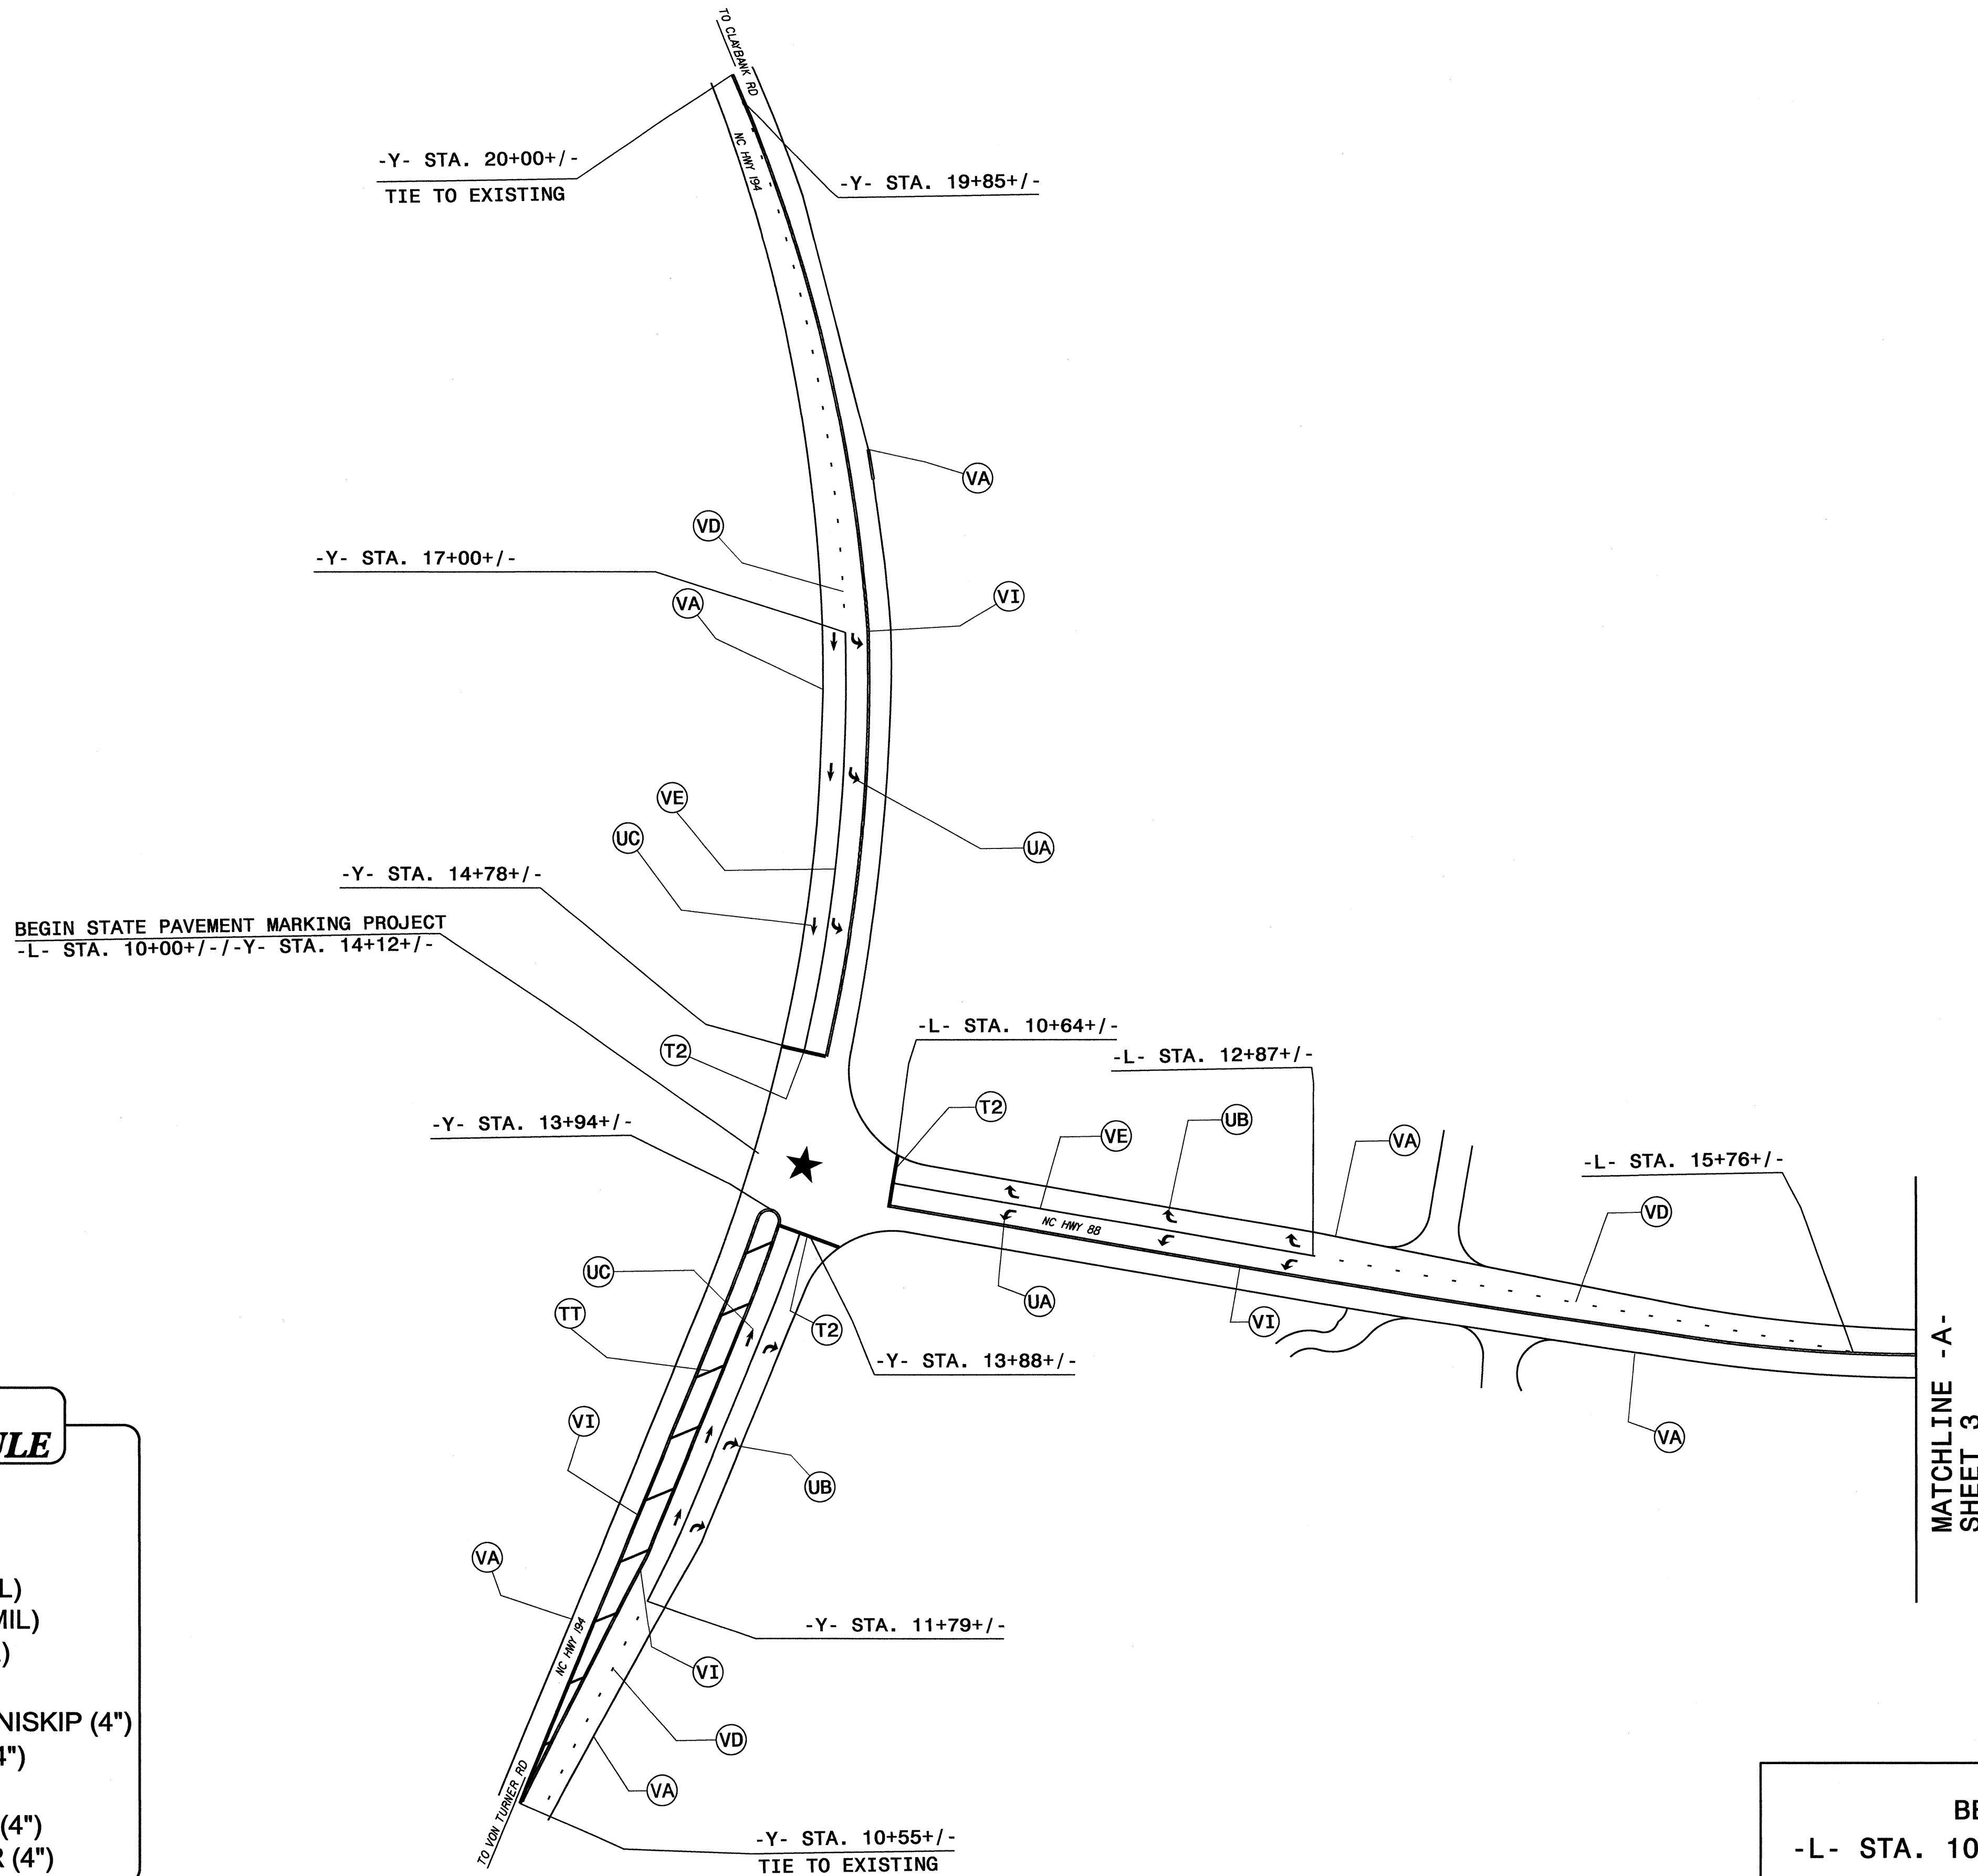 TO CLAYBANK RD
NC HWY 194
-Y- STA. 20+00+/-
TIE TO EXISTING
-Y- STA. 19+85+/-
VA
VD
-Y- STA. 17+00+/-
VA
VI
VE
UC
UA
-Y- STA. 14+78+/-
BEGIN STATE PAVEMENT MARKING PROJECT
-L- STA. 10+00+/-/-Y- STA. 14+12+/-
T2
-L- STA. 10+64+/-
-L- STA. 12+87+/-
T2
VE
UB
VA
-L- STA. 15+76+/-
-Y- STA. 13+94+/-
VD
NC HWY 88
UC
TT
UA
VI
T2
-Y- STA. 13+88+/-
VI
VA
UB
MATCHLINE -A-
SHEET 3
VA
-Y- STA. 11+79+/-
NC HWY 194
VI
VD
VA
TO VON TURNER RD
-Y- STA. 10+55+/-
TIE TO EXISTING
ULE
L)
MIL)
)
NISKIP (4")
4")
(4")
R (4")
BE
-L- STA. 10